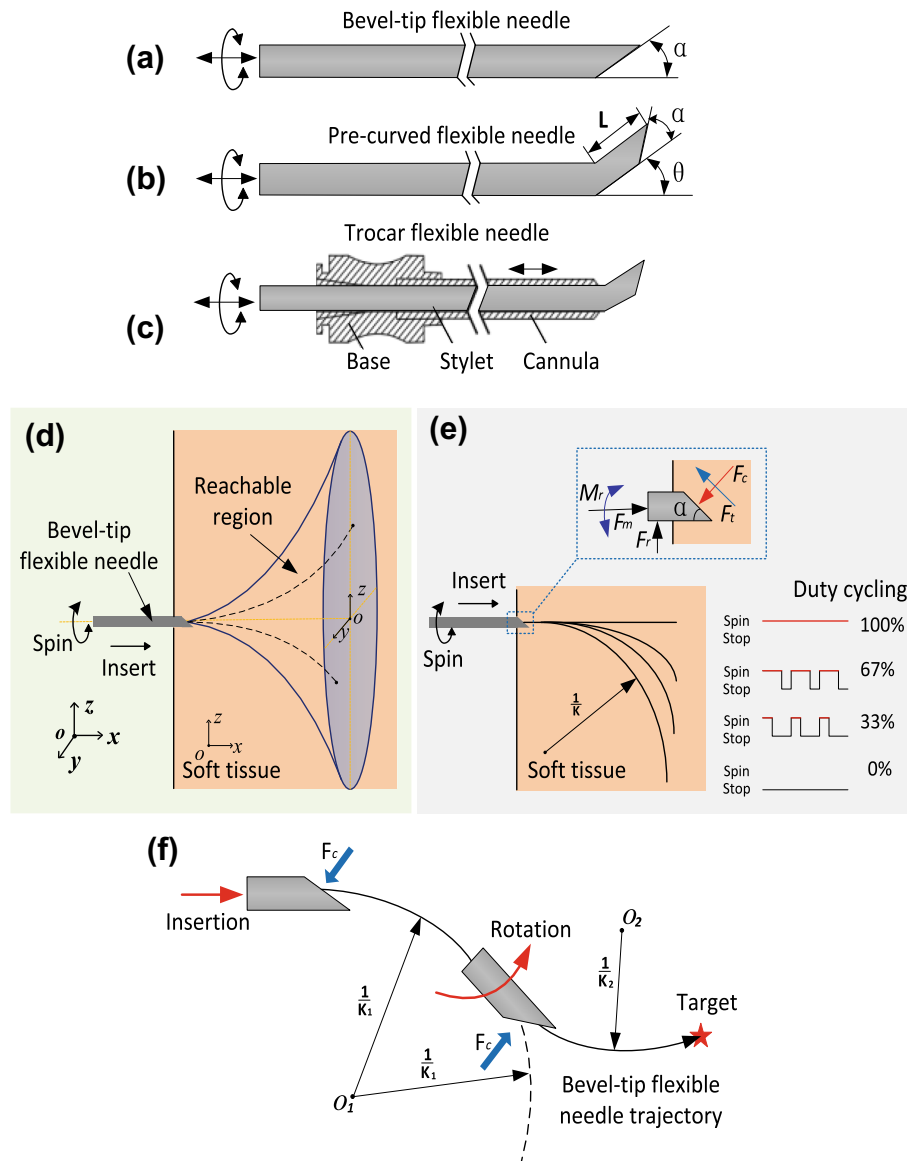 Bevel-tip flexible needle
(a)
α
L
α
Pre-curved flexible needle
(b)
θ
Trocar flexible needle
(c)
Base
Stylet
Cannula
(d)
Reachable
region
Bevel-tip
flexible needle
z
o
y
Spin
Insert
z
o
x
y
z
o
x
Soft tissue
(e)
Mr
Fm
Fr
α
Fc
Ft
Insert
Spin
1/K
Soft tissue
Duty cycling
Spin
Stop
100%
Spin
Stop
67%
Spin
Stop
33%
Spin
Stop
0%
(f)
Fc
Insertion
Rotation
O2
1/K1
1/K2
Target
Fc
1/K1
O1
Bevel-tip flexible
needle trajectory